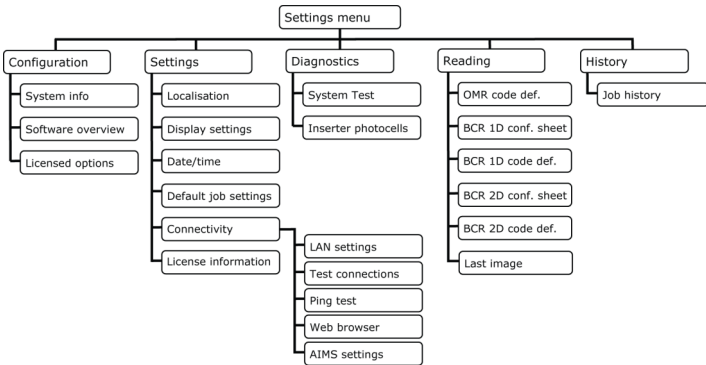 Settings menu
Configuration
System info
Software overview
Licensed options
Settings
Localisation
Display settings
Date/time
Default job settings
Connectivity
LAN settings
Test connections
Ping test
Web browser
AIMS settings
License information
Diagnostics
System Test
Inserter photocells
Reading
OMR code def.
BCR 1D conf. sheet
BCR 1D code def.
BCR 2D conf. sheet
BCR 2D code def.
Last image
History
Job history